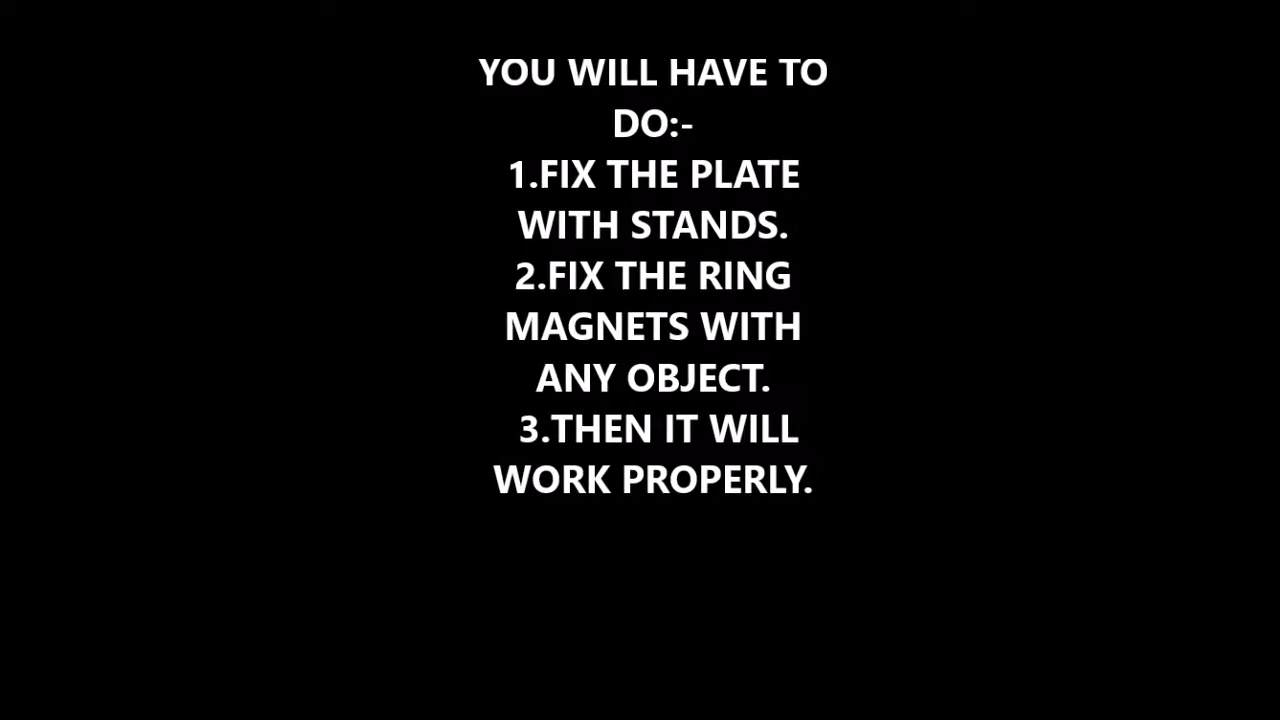 YOU WILL HAVE TO
DO:-
1.FIX THE PLATE
WITH STANDS.
2.FIX THE RING
MAGNETS WITH
ANY OBJECT.
3.THEN IT WILL
WORK PROPERLY.